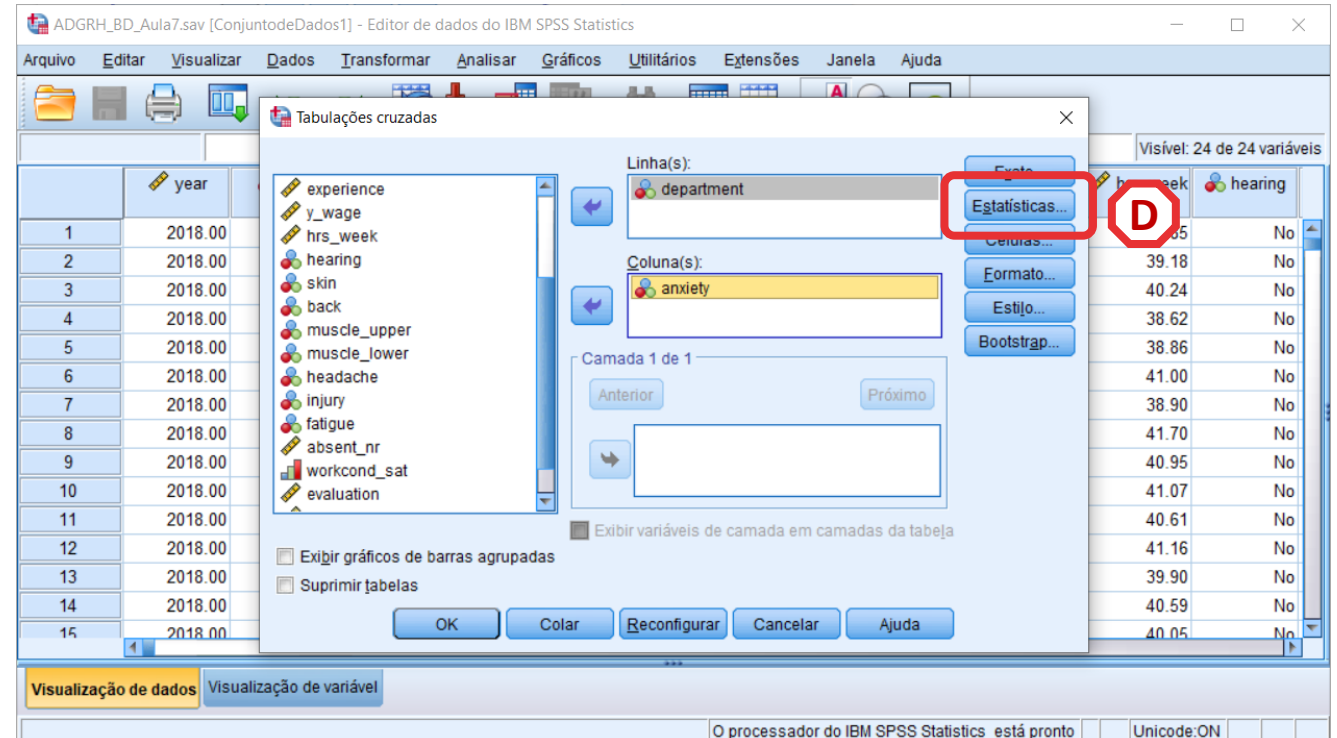 ADGRH_BD_Aula7.sav [ConjuntodeDados1] - Editor de dados do IBM SPSS Statistics
Arquivo Editar Visualizar Dados Transformar Analisar Gráficos Utilitários Extensões Janela Ajuda
Tabulações cruzadas
Visível: 24 de 24 variáveis
year
hearing
experience
y_wage
hrs_week
hearing
skin
back
muscle_upper
muscle_lower
headache
injury
fatigue
absent_nr
workcond_sat
evaluation
Linha(s):
department
Coluna(s):
anxiety
Camada 1 de 1
Anterior Próximo
Exibir variáveis de camada em camadas da tabela
Exato...
Estatísticas...
D
Células...
Formato...
Estilo...
Bootstrap...
Exibir gráficos de barras agrupadas
Suprimir tabelas
OK Colar Reconfigurar Cancelar Ajuda
1 2018.00 No
2 2018.00 39.18 No
3 2018.00 40.24 No
4 2018.00 38.62 No
5 2018.00 38.86 No
6 2018.00 41.00 No
7 2018.00 38.90 No
8 2018.00 41.70 No
9 2018.00 40.95 No
10 2018.00 41.07 No
11 2018.00 40.61 No
12 2018.00 41.16 No
13 2018.00 39.90 No
14 2018.00 40.59 No
15 2018.00 40.05 No
Visualização de dados Visualização de variável
O processador do IBM SPSS Statistics está pronto Unicode:ON